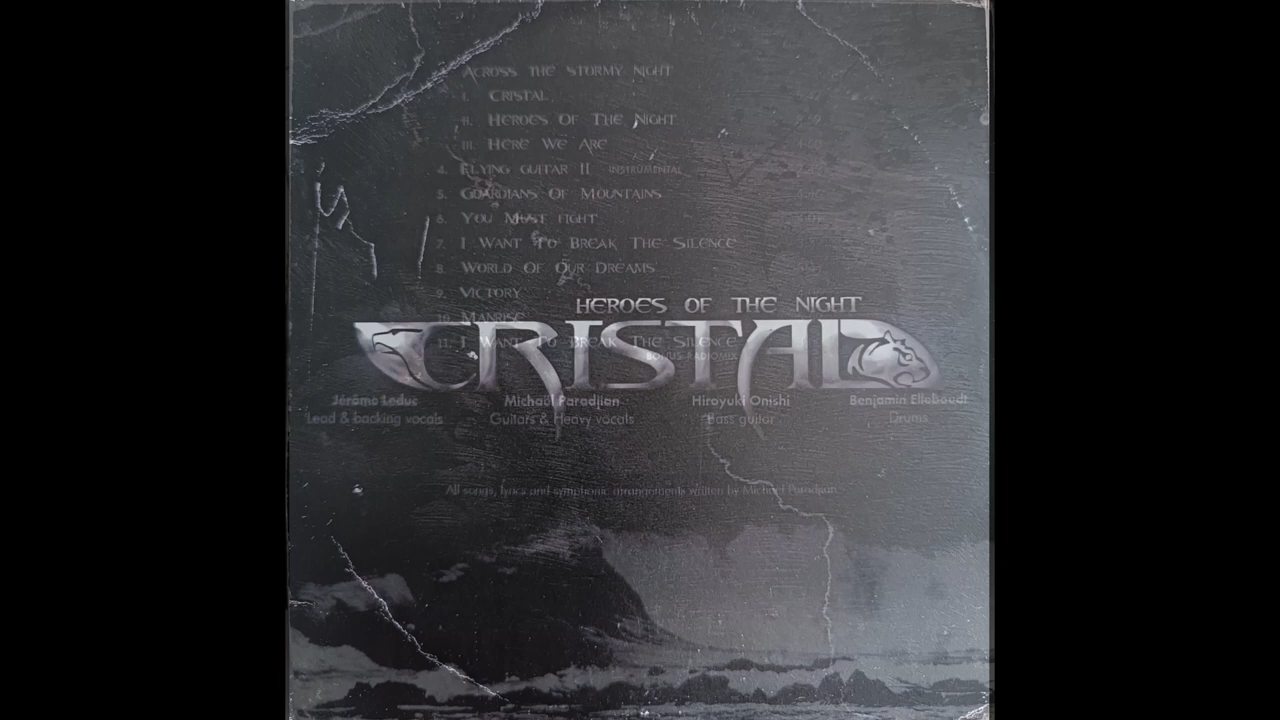 ACROSS THE STORMY NIGHT
I. CRISTAL
II. HEROES OF THE NIGHT
III. HERE WE ARE
4. FLYING GUITAR II INSTRUMENTAL
5. GUARDIANS OF MOUNTAINS
6. YOU MUST FIGHT
7. I WANT TO BREAK THE SILENCE
8. WORLD OF OUR DREAMS
9. VICTORY
HEROES OF THE NIGHT
10. MANRISE
11. I WANT TO BREAK THE SILENCE
BONUS RADIOMIX
CRISTAL
Jérôme Leduc Michaël Paradjian Hiroyuki Onishi Benjamin Ellaboudt
Lead & backing vocals Guitars & Heavy vocals Bass guitar Drums
All songs, lyrics and symphonic arrangements written by Michaël Paradjian